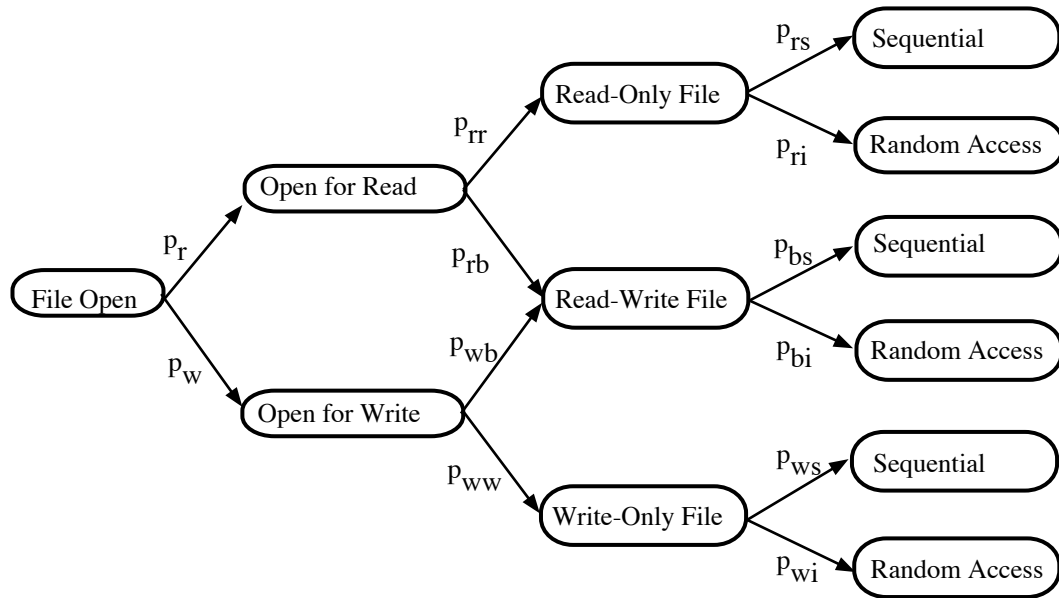 p_rs
Sequential
Read-Only File
p_rr
p_ri
Random Access
Open for Read
p_r
p_rb
p_bs
Sequential
File Open
Read-Write File
p_wb
p_bi
Random Access
p_w
Open for Write
p_ww
p_ws
Sequential
Write-Only File
p_wi
Random Access